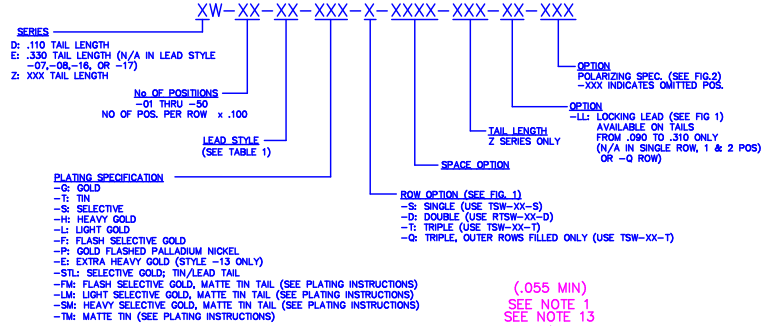 XW-XX-XX-XXX-X-XXXX-XXX-XX-XXX
SERIES
D: .110 TAIL LENGTH
E: .330 TAIL LENGTH (N/A IN LEAD STYLE
-07,-08,-16, OR -17)
Z: XXX TAIL LENGTH
No OF POSITIIONS
-01 THRU -50
NO OF POS. PER ROW x .100
LEAD STYLE
(SEE TABLE 1)
PLATING SPECIFICATION
-G: GOLD
-T: TIN
-S: SELECTIVE
-H: HEAVY GOLD
-L: LIGHT GOLD
-F: FLASH SELECTIVE GOLD
-P: GOLD FLASHED PALLADIUM NICKEL
-E: EXTRA HEAVY GOLD (STYLE -13 ONLY)
-STL: SELECTIVE GOLD; TIN/LEAD TAIL
-FM: FLASH SELECTIVE GOLD, MATTE TIN TAIL (SEE PLATING INSTRUCTIONS)
-LM: LIGHT SELECTIVE GOLD, MATTE TIN TAIL (SEE PLATING INSTRUCTIONS)
-SM: HEAVY SELECTIVE GOLD, MATTE TIN TAIL (SEE PLATING INSTRUCTIONS)
-TM: MATTE TIN (SEE PLATING INSTRUCTIONS)
OPTION
POLARIZING SPEC. (SEE FIG.2)
-XXX INDICATES OMITTED POS.
OPTION
-LL: LOCKING LEAD (SEE FIG 1)
AVAILABLE ON TAILS
FROM .090 TO .310 ONLY
(N/A IN SINGLE ROW, 1 & 2 POS)
OR -Q ROW)
TAIL LENGTH
Z SERIES ONLY
SPACE OPTION
ROW OPTION (SEE FIG. 1)
-S: SINGLE (USE TSW-XX-S)
-D: DOUBLE (USE RTSW-XX-D)
-T: TRIPLE (USE TSW-XX-T)
-Q: TRIPLE, OUTER ROWS FILLED ONLY (USE TSW-XX-T)
(.055 MIN)
SEE NOTE 1
SEE NOTE 13